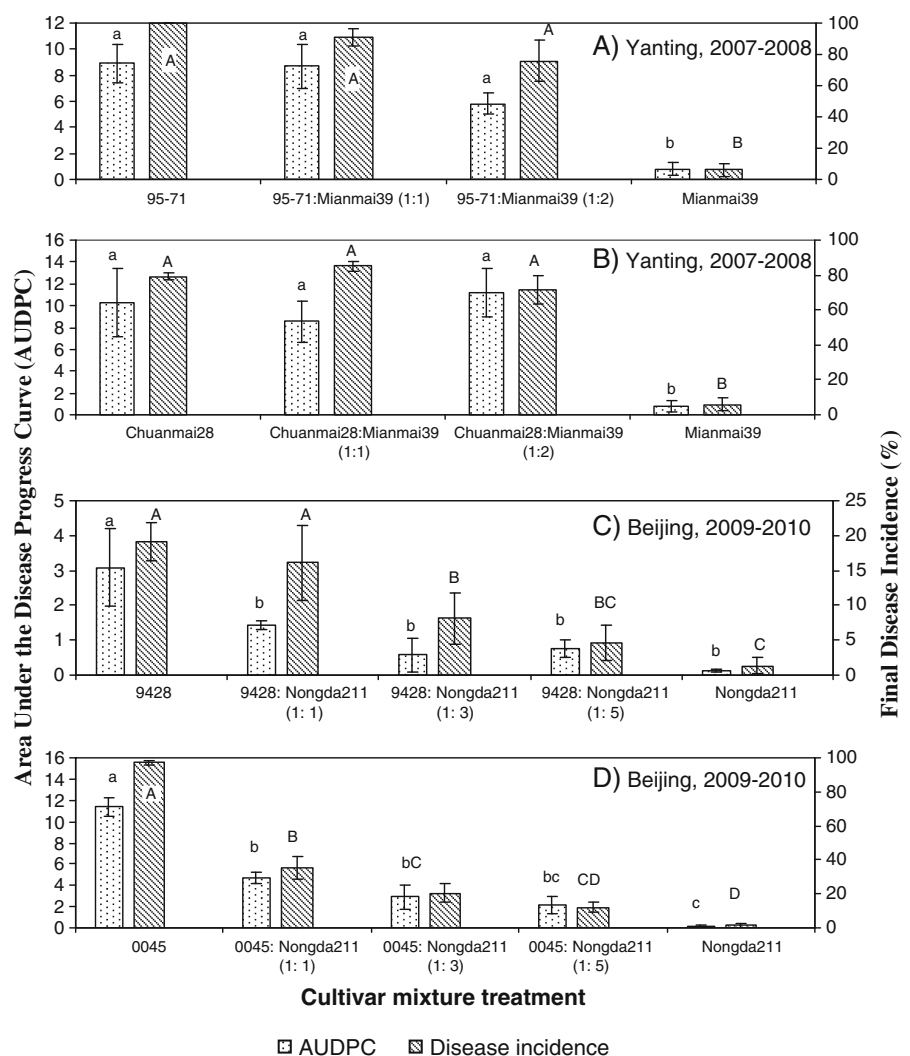 Area Under the Disease Progress Curve (AUDPC)
Final Disease Incidence (%)
A) Yanting, 2007-2008
12
10
8
6
4
2
0
100
80
60
40
20
0
a
A
a
A
a
A
b
B
95-71
95-71:Mianmai39 (1:1)
95-71:Mianmai39 (1:2)
Mianmai39
B) Yanting, 2007-2008
16
14
12
10
8
6
4
2
0
100
80
60
40
20
0
a
A
a
A
a
A
b
B
Chuanmai28
Chuanmai28:Mianmai39
(1:1)
Chuanmai28:Mianmai39
(1:2)
Mianmai39
C) Beijing, 2009-2010
5
4
3
2
1
0
25
20
15
10
5
0
a
A
b
A
b
B
b
BC
b
C
9428
9428: Nongda211
(1: 1)
9428: Nongda211
(1: 3)
9428: Nongda211
(1: 5)
Nongda211
D) Beijing, 2009-2010
16
14
12
10
8
6
4
2
0
100
80
60
40
20
0
a
A
b
B
bC
bc
CD
c
D
0045
0045: Nongda211
(1: 1)
0045: Nongda211
(1: 3)
0045: Nongda211
(1: 5)
Nongda211
Cultivar mixture treatment
AUDPC
Disease incidence